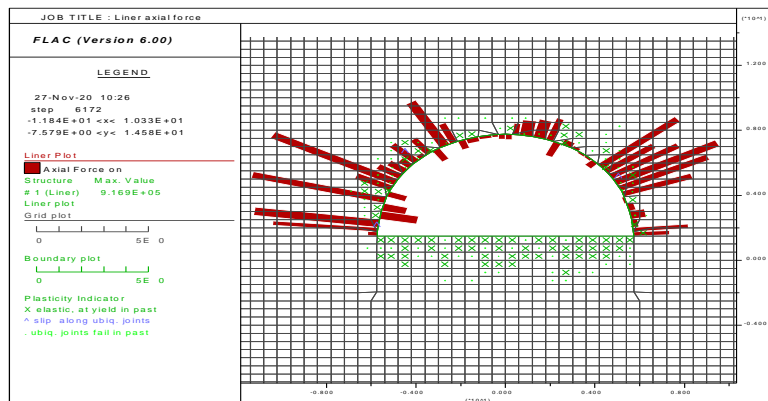 JOB TITLE : Liner axial force
(*10^1)
FLAC (Version 6.00)
LEGEND
27-Nov-20 10:26
step 6172
-1.184E+01 <x< 1.033E+01
-7.579E+00 <y< 1.458E+01
Liner Plot
Axial Force on
Structure Max. Value
# 1 (Liner) 9.169E+05
Liner plot
Grid plot
0 5E 0
Boundary plot
0 5E 0
Plasticity Indicator
X elastic, at yield in past
^ slip along ubiq. joints
. ubiq. joints fail in past
1.200
0.800
0.400
0.000
-0.400
-0.800 -0.400 0.000 0.400 0.800
(*10^1)